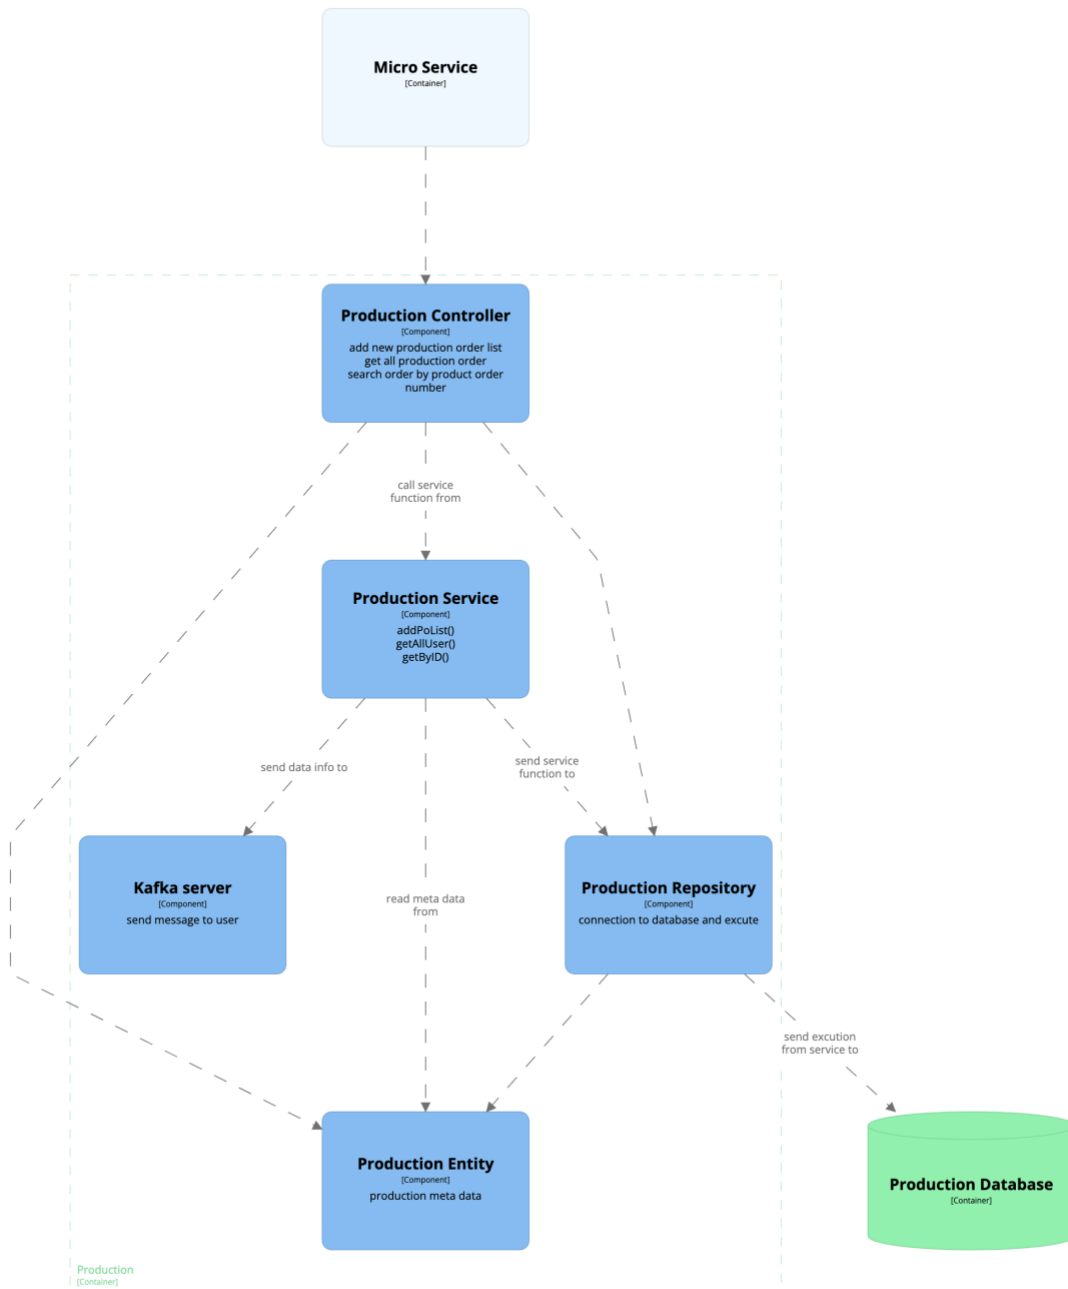 Micro Service
[Container]
Production Controller
[Component]
add new production order list
get all production order
search order by product order
number
call service
function from
Production Service
[Component]
addPoList()
getAllUser()
getByID()
send data info to
send service
function to
Kafka server
[Component]
send message to user
read meta data
from
Production Repository
[Component]
connection to database and excute
send excution
from service to
Production Entity
[Component]
production meta data
Production Database
[Container]
Production
[Container]